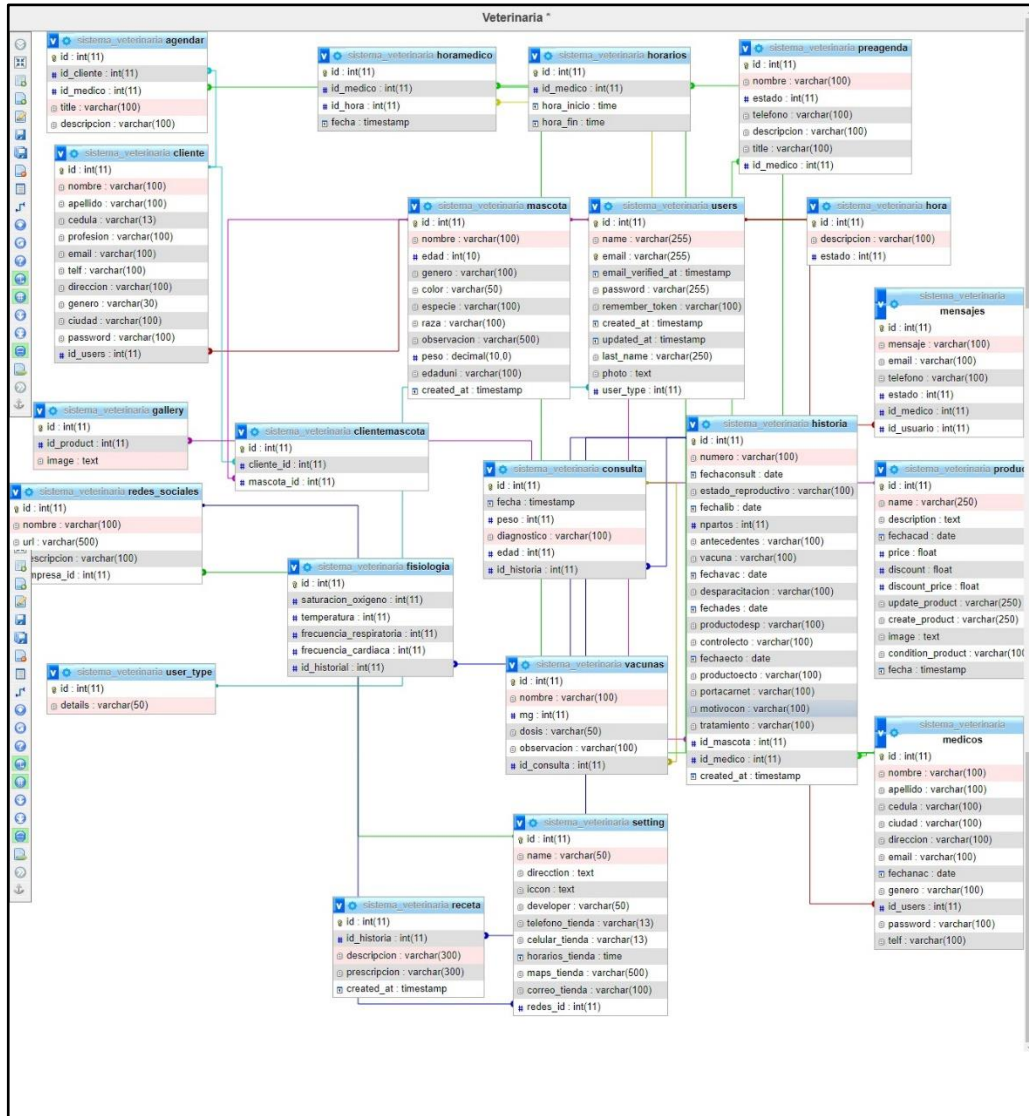 Veterinaria *
sistema_veterinaria agendar
id : int(11)
id_cliente : int(11)
id_medico : int(11)
title : varchar(100)
descripcion : varchar(100)
sistema_veterinaria horamedico
id : int(11)
id_medico : int(11)
id_hora : int(11)
fecha : timestamp
sistema_veterinaria horarios
id : int(11)
id_medico : int(11)
hora_inicio : time
hora_fin : time
sistema_veterinaria preagenda
id : int(11)
nombre : varchar(100)
estado : int(11)
telefono : varchar(100)
descripcion : varchar(100)
title : varchar(100)
id_medico : int(11)
sistema_veterinaria cliente
id : int(11)
nombre : varchar(100)
apellido : varchar(100)
cedula : varchar(13)
profesion : varchar(100)
email : varchar(100)
telf : varchar(100)
direccion : varchar(100)
genero : varchar(30)
ciudad : varchar(100)
password : varchar(100)
id_users : int(11)
sistema_veterinaria mascota
id : int(11)
nombre : varchar(100)
edad : int(10)
genero : varchar(100)
color : varchar(50)
especie : varchar(100)
raza : varchar(100)
observacion : varchar(500)
peso : decimal(10,0)
edaduni : varchar(100)
created_at : timestamp
sistema_veterinaria users
id : int(11)
name : varchar(255)
email : varchar(255)
email_verified_at : timestamp
password : varchar(255)
remember_token : varchar(100)
created_at : timestamp
updated_at : timestamp
last_name : varchar(250)
photo : text
user_type : int(11)
sistema_veterinaria hora
id : int(11)
descripcion : varchar(100)
estado : int(11)
sistema_veterinaria
mensajes
id : int(11)
mensaje : varchar(100)
email : varchar(100)
telefono : varchar(100)
estado : int(11)
id_medico : int(11)
id_usuario : int(11)
sistema_veterinaria gallery
id : int(11)
id_product : int(11)
image : text
sistema_veterinaria clientemascota
id : int(11)
cliente_id : int(11)
mascota_id : int(11)
sistema_veterinaria historia
id : int(11)
numero : varchar(100)
fechaconsult : date
estado_reproductivo : varchar(100)
fechalib : date
npartos : int(11)
antecedentes : varchar(100)
vacuna : varchar(100)
fechavac : date
desparacitacion : varchar(100)
fechades : date
productodesp : varchar(100)
controlecto : varchar(100)
fechaecto : date
productoecto : varchar(100)
portacarnet : varchar(100)
motivocon : varchar(100)
tratamiento : varchar(100)
id_mascota : int(11)
id_medico : int(11)
created_at : timestamp
sistema_veterinaria consulta
id : int(11)
fecha : timestamp
peso : int(11)
diagnostico : varchar(100)
edad : int(11)
id_historia : int(11)
sistema_veterinaria produc
id : int(11)
name : varchar(250)
description : text
fechacad : date
price : float
discount : float
discount_price : float
update_product : varchar(250)
create_product : varchar(250)
image : text
condition_product : varchar(100
fecha : timestamp
sistema_veterinaria redes_sociales
id : int(11)
nombre : varchar(100)
url : varchar(500)
escripcion : varchar(100)
mpresa_id : int(11)
sistema_veterinaria fisiologia
id : int(11)
saturacion_oxigeno : int(11)
temperatura : int(11)
frecuencia_respiratoria : int(11)
frecuencia_cardiaca : int(11)
id_historial : int(11)
sistema_veterinaria user_type
id : int(11)
details : varchar(50)
sistema_veterinaria vacunas
id : int(11)
nombre : varchar(100)
mg : int(11)
dosis : varchar(50)
observacion : varchar(100)
id_consulta : int(11)
sistema_veterinaria
medicos
id : int(11)
nombre : varchar(100)
apellido : varchar(100)
cedula : varchar(100)
ciudad : varchar(100)
direccion : varchar(100)
email : varchar(100)
fechanac : date
genero : varchar(100)
id_users : int(11)
password : varchar(100)
telf : varchar(100)
sistema_veterinaria setting
id : int(11)
name : varchar(50)
direcction : text
iccon : text
developer : varchar(50)
telefono_tienda : varchar(13)
celular_tienda : varchar(13)
horarios_tienda : time
maps_tienda : varchar(500)
correo_tienda : varchar(100)
redes_id : int(11)
sistema_veterinaria receta
id : int(11)
id_historia : int(11)
descripcion : varchar(300)
prescripcion : varchar(300)
created_at : timestamp